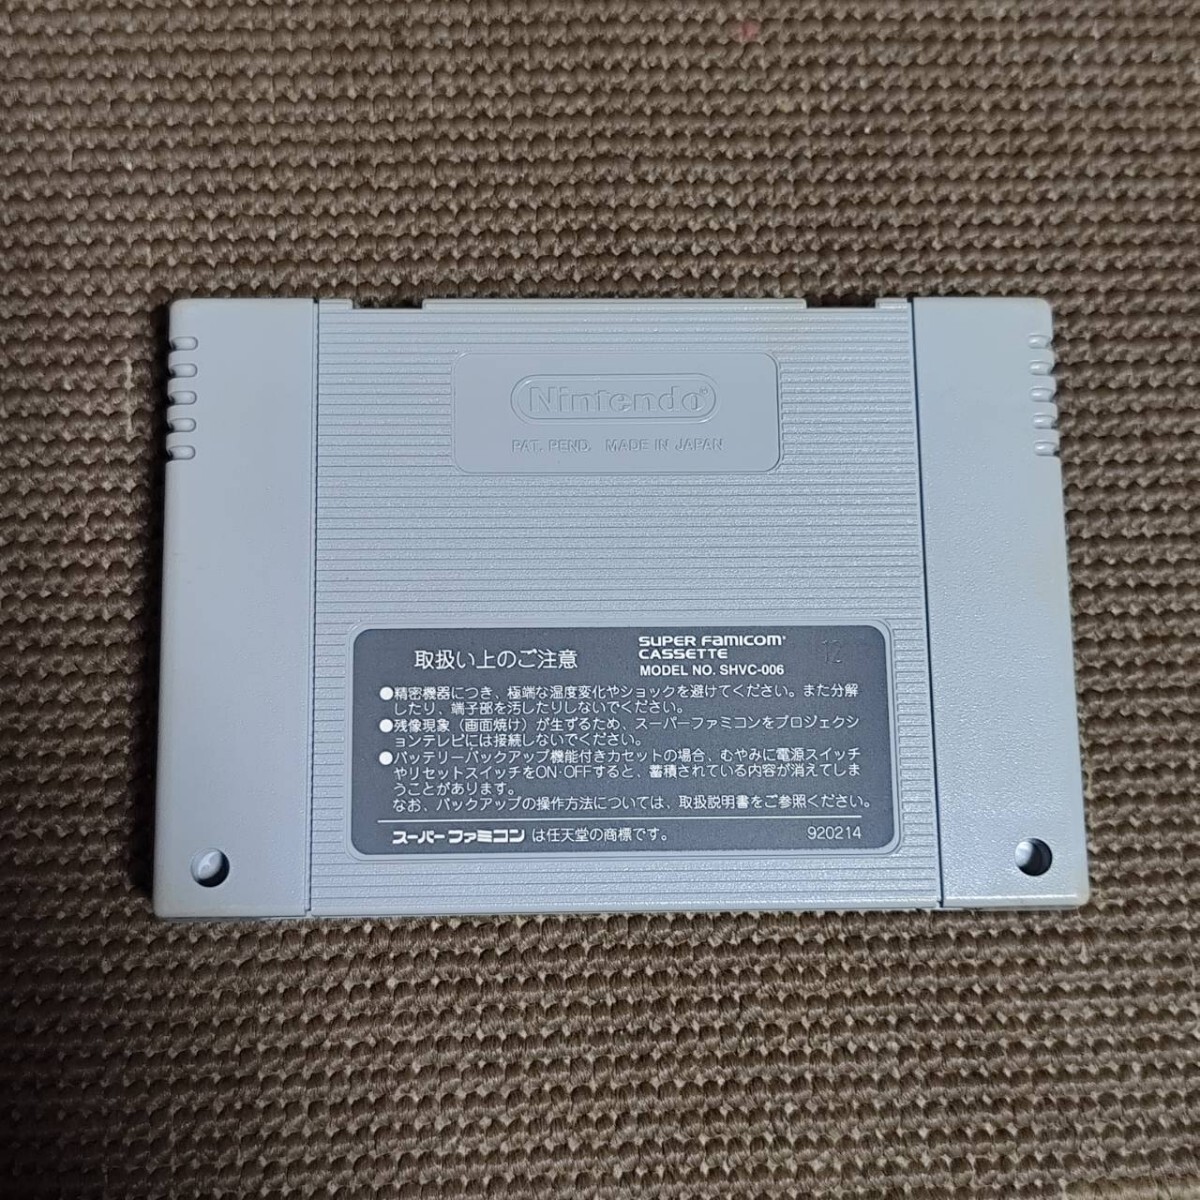 Nintendo®
PAT. PEND. MADE IN JAPAN
取扱い上のご注意
SUPER FAMICOM
CASSETTE
MODEL NO. SHVC-006
12
●精密機器につき、極端な温度変化やショックを避けてください。また分解
したり、端子部を汚したりしないでください。
●残像現象（画面焼け）が生ずるため、スーパーファミコンをプロジェクシ
ョンテレビには接続しないでください。
●バッテリーバックアップ機能付きカセットの場合、むやみに電源スイッチ
やリセットスイッチをON・OFFすると、蓄積されている内容が消えてしま
うことがあります。
なお、バックアップの操作方法については、取扱説明書をご参照ください。
スーパーファミコン は任天堂の商標です。 920214